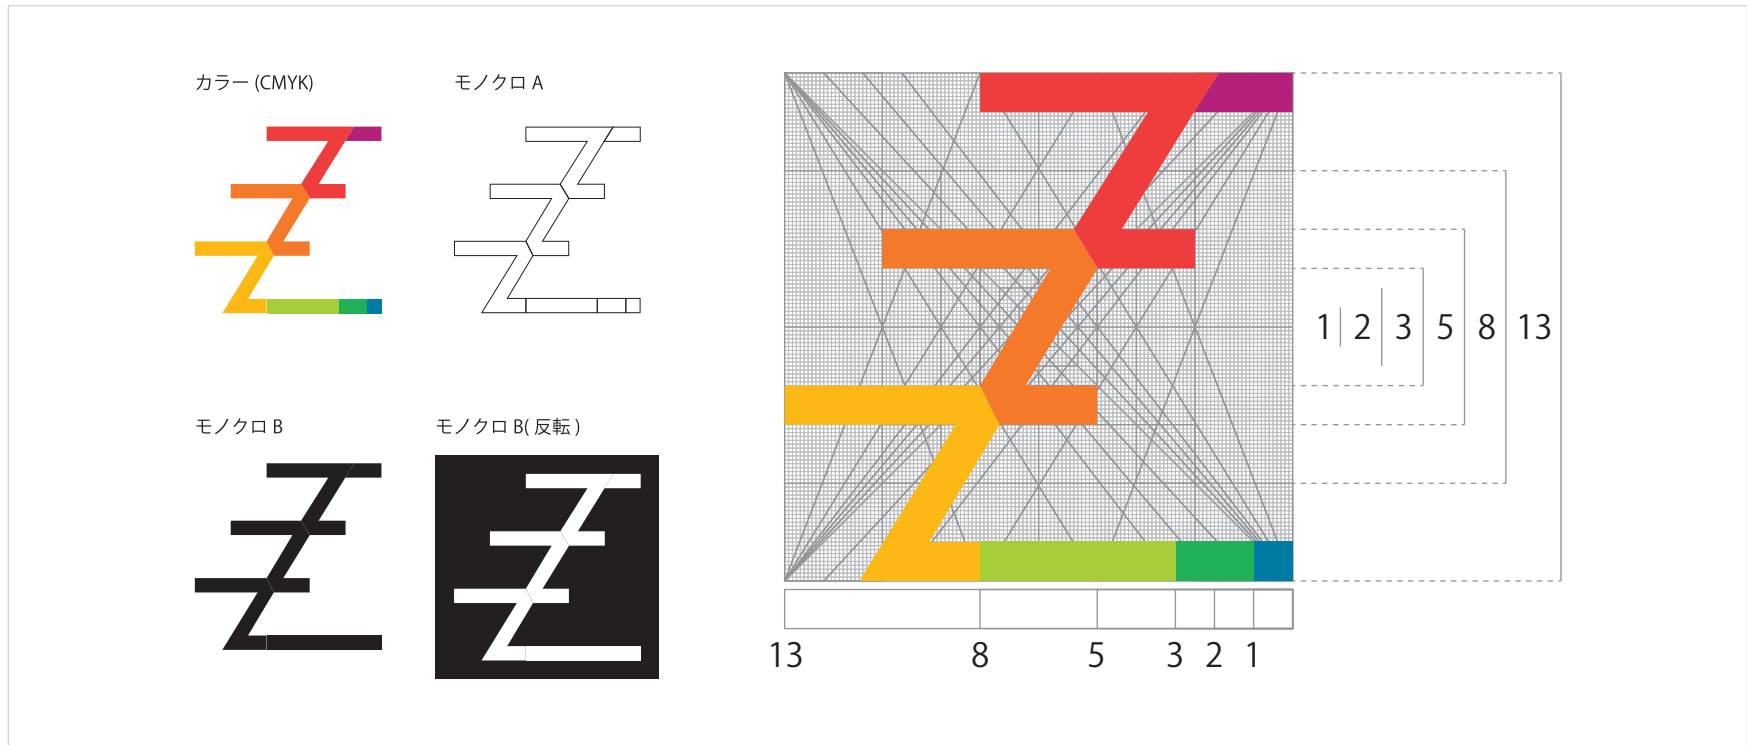 カラー (CMYK)
モノクロ A
モノクロ B
モノクロ B( 反転 )
1 2 3 5 8 13
13 8 5 3 2 1